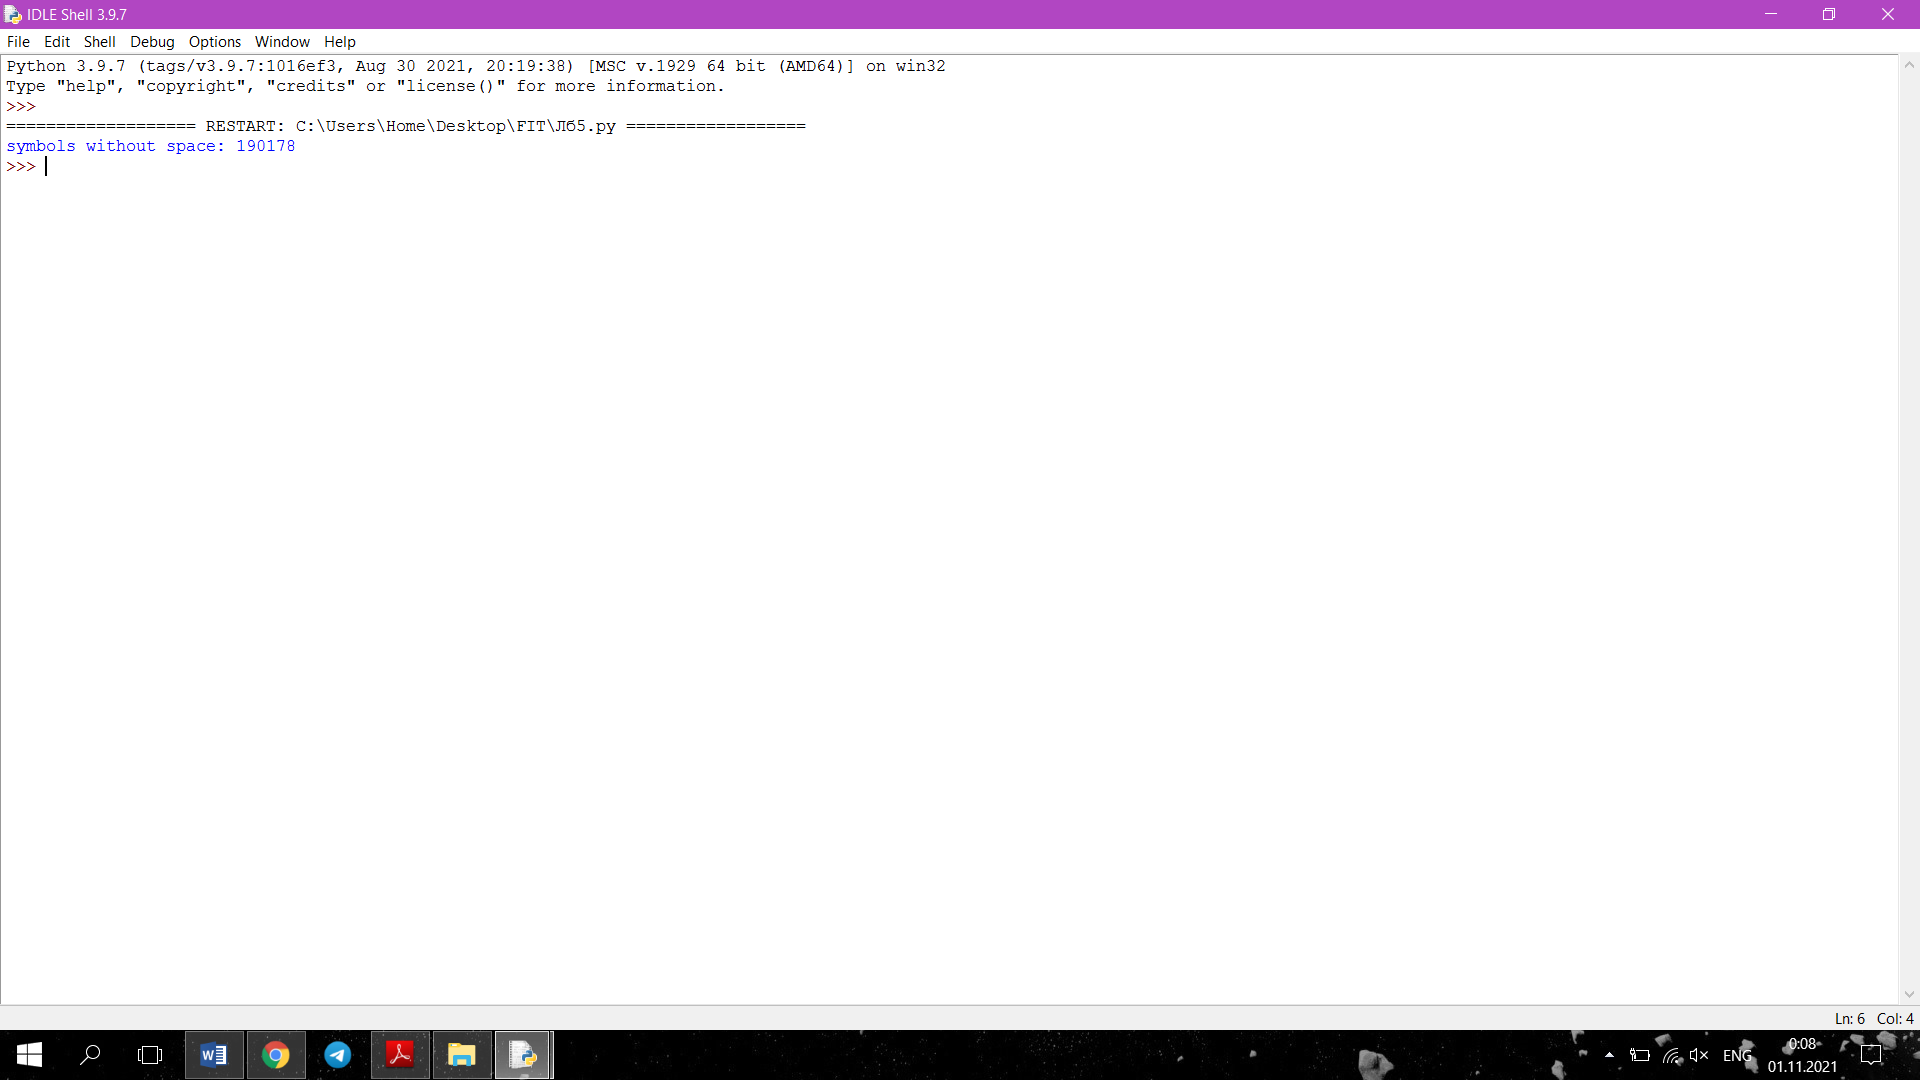 IDLE Shell 3.9.7
File Edit Shell Debug Options Window Help
Python 3.9.7 (tags/v3.9.7:1016ef3, Aug 30 2021, 20:19:38) [MSC v.1929 64 bit (AMD64)] on win32
Type "help", "copyright", "credits" or "license()" for more information.
>>>
=================== RESTART: C:\Users\Home\Desktop\FIT\Лб5.py ==================
symbols without space: 190178
>>>
Ln: 6 Col: 4
ENG
0:08
01.11.2021